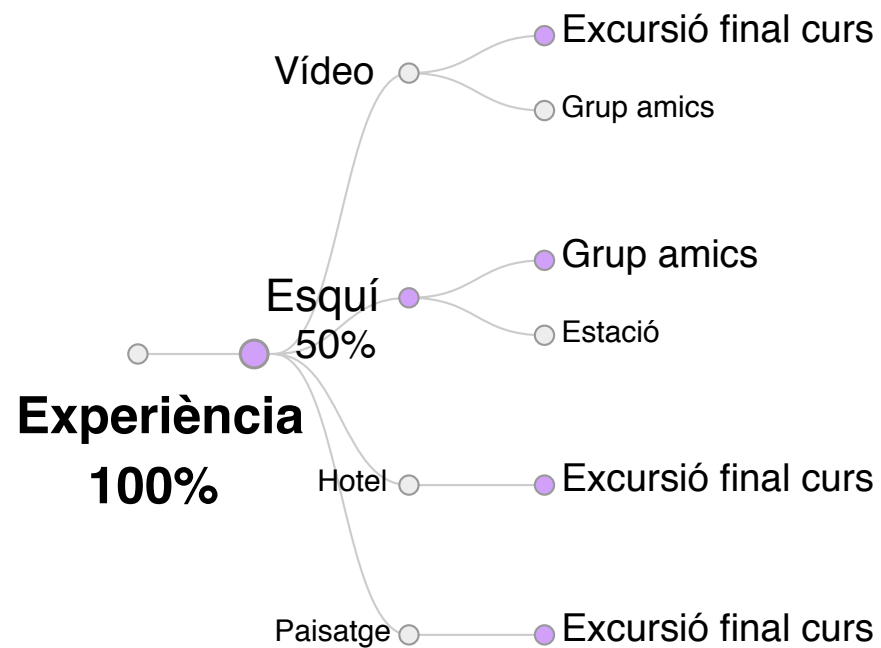 Excursió final curs
Vídeo
Grup amics
Grup amics
Esquí
50%
Estació
Experiència
100%
Excursió final curs
Hotel
Excursió final curs
Paisatge